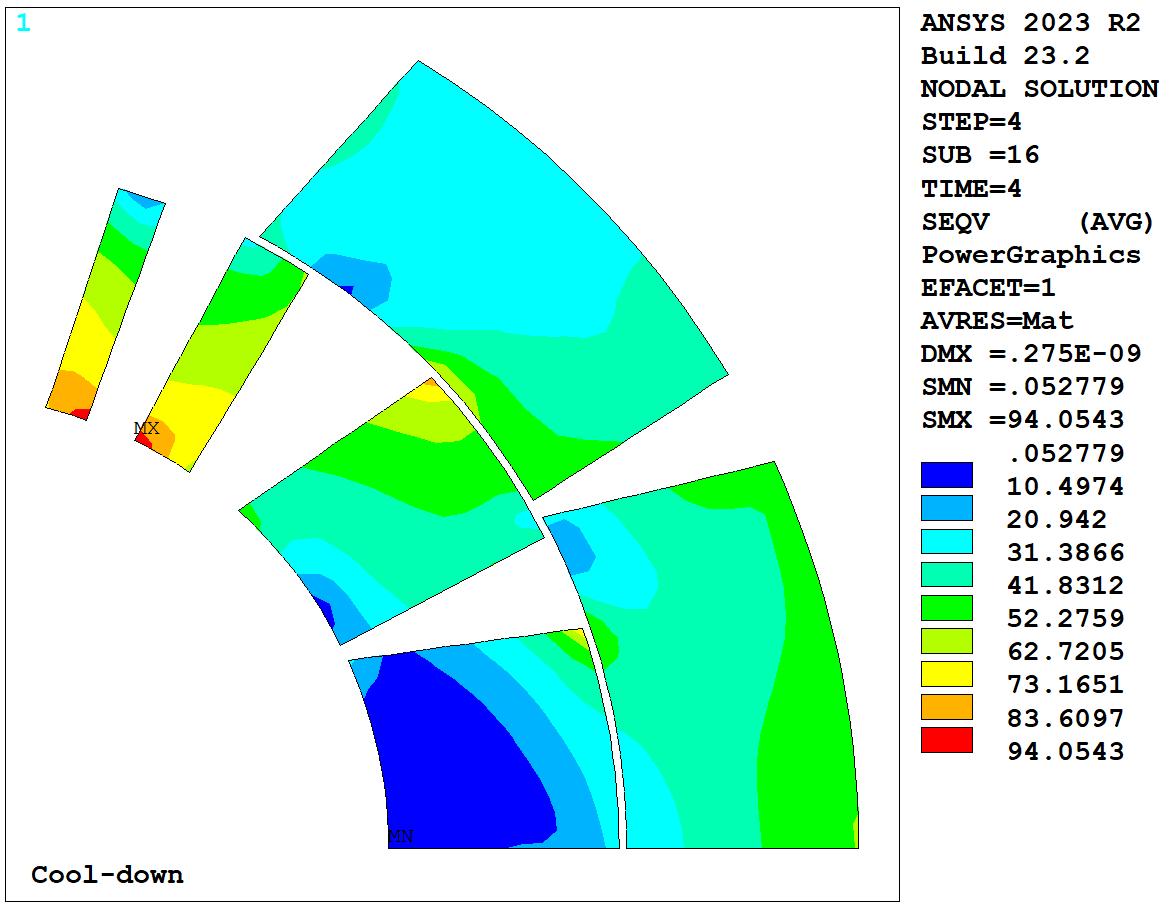 1
ANSYS 2023 R2
Build 23.2
NODAL SOLUTION
STEP=4
SUB =16
TIME=4
SEQV (AVG)
PowerGraphics
EFACET=1
AVRES=Mat
DMX =.275E-09
SMN =.052779
SMX =94.0543
.052779
10.4974
20.942
31.3866
41.8312
52.2759
62.7205
73.1651
83.6097
94.0543
MX
MN
Cool-down